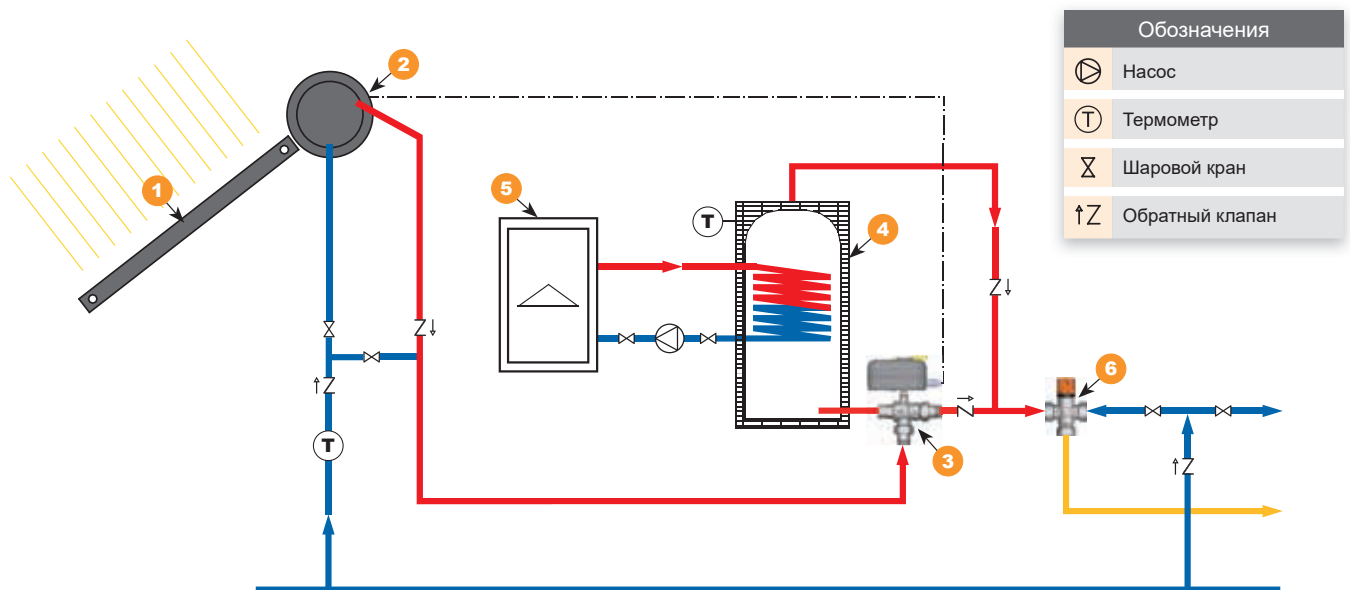 Обозначения
Насос
T Термометр
Шаровой кран
Обратный клапан
1
2
3
4
5
6
T
T